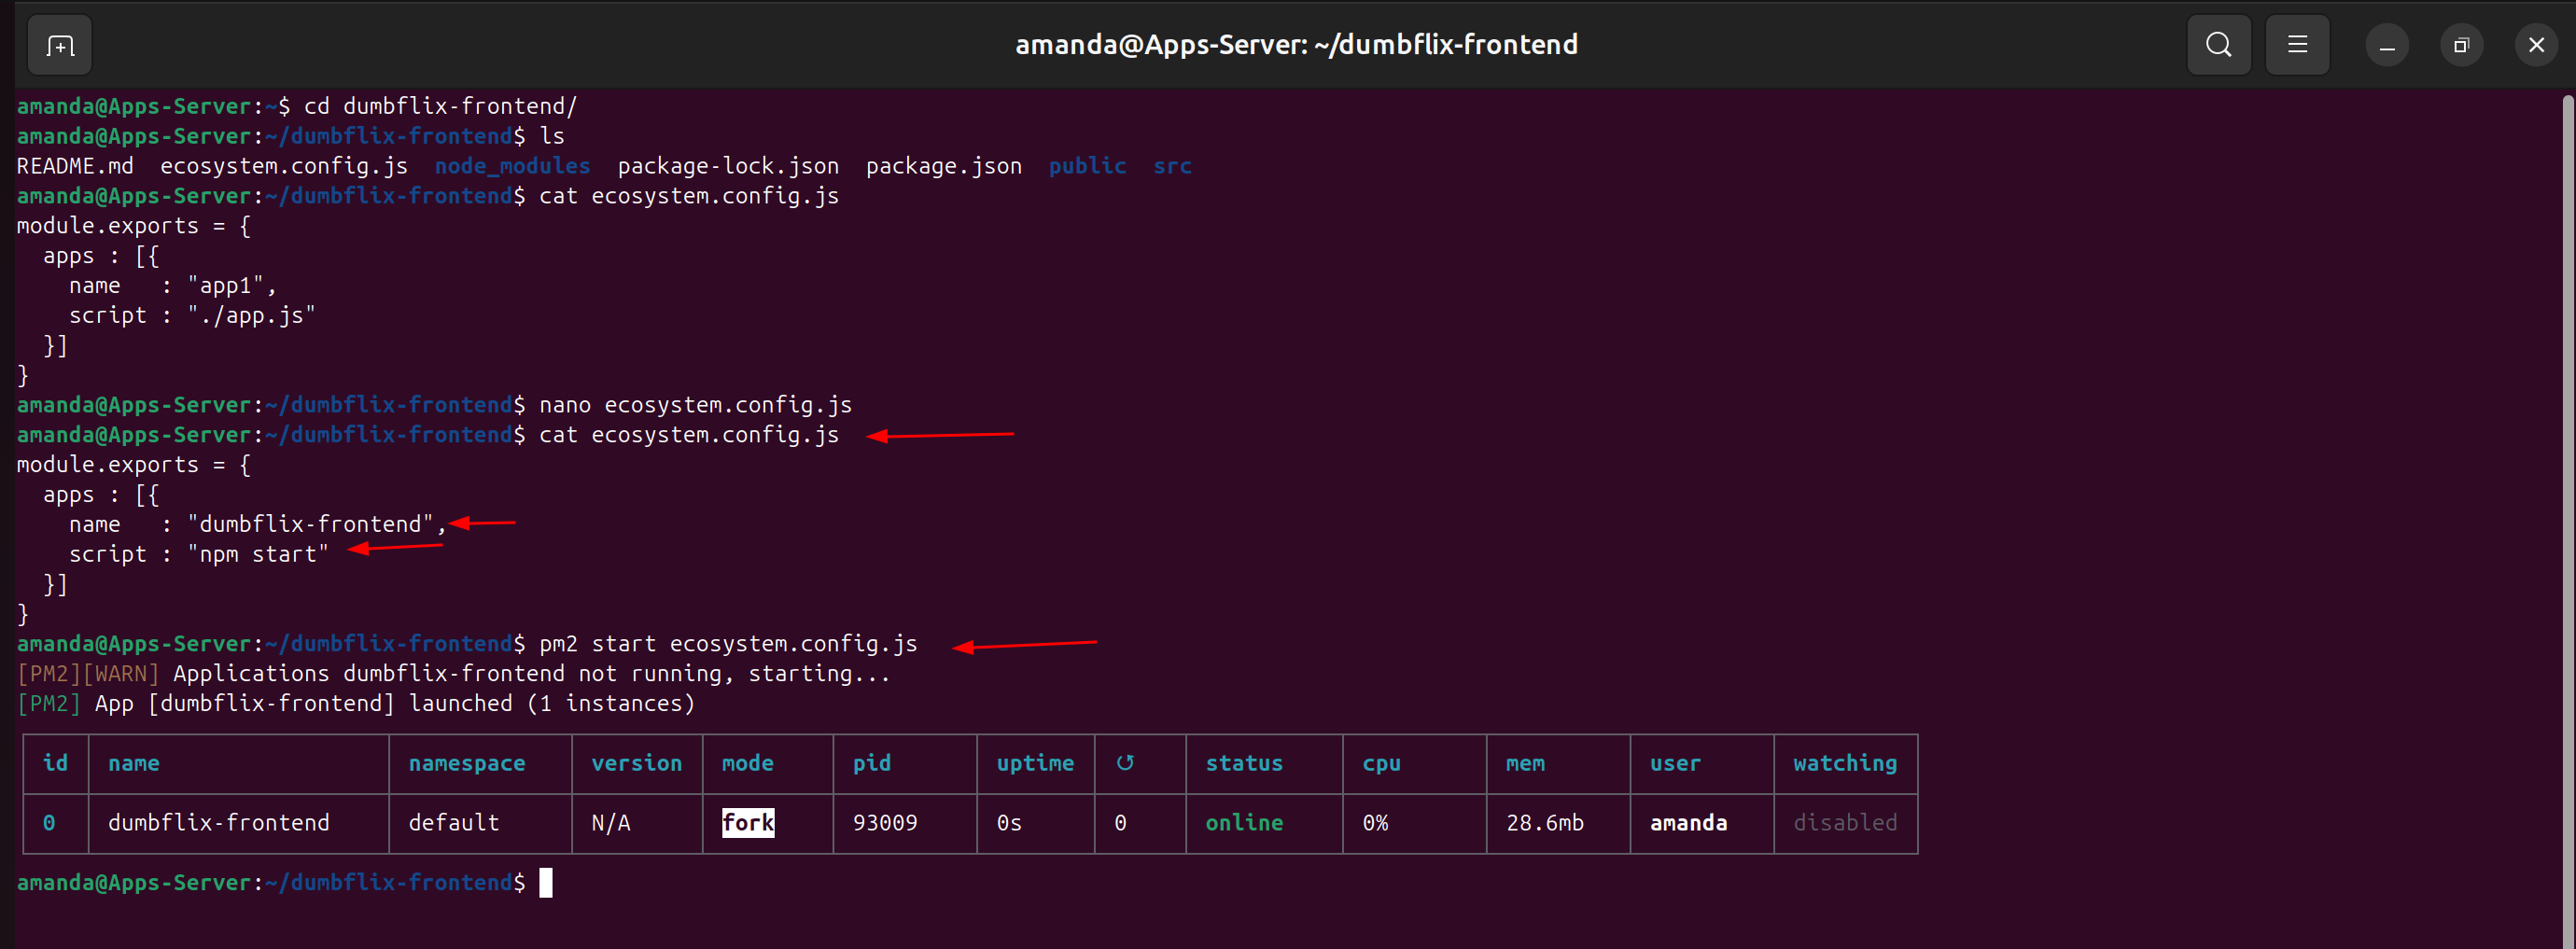 amanda@Apps-Server: ~/dumbflix-frontend
amanda@Apps-Server:~$ cd dumbflix-frontend/
amanda@Apps-Server:~/dumbflix-frontend$ ls
README.md  ecosystem.config.js  node_modules  package-lock.json  package.json  public  src
amanda@Apps-Server:~/dumbflix-frontend$ cat ecosystem.config.js
module.exports = {
  apps : [{
    name   : "app1",
    script : "./app.js"
  }]
}
amanda@Apps-Server:~/dumbflix-frontend$ nano ecosystem.config.js
amanda@Apps-Server:~/dumbflix-frontend$ cat ecosystem.config.js
module.exports = {
  apps : [{
    name   : "dumbflix-frontend",
    script : "npm start"
  }]
}
amanda@Apps-Server:~/dumbflix-frontend$ pm2 start ecosystem.config.js
[PM2][WARN] Applications dumbflix-frontend not running, starting...
[PM2] App [dumbflix-frontend] launched (1 instances)
id name namespace version mode pid uptime ↺ status cpu mem user watching
0 dumbflix-frontend default N/A fork 93009 0s 0 online 0% 28.6mb amanda disabled
amanda@Apps-Server:~/dumbflix-frontend$